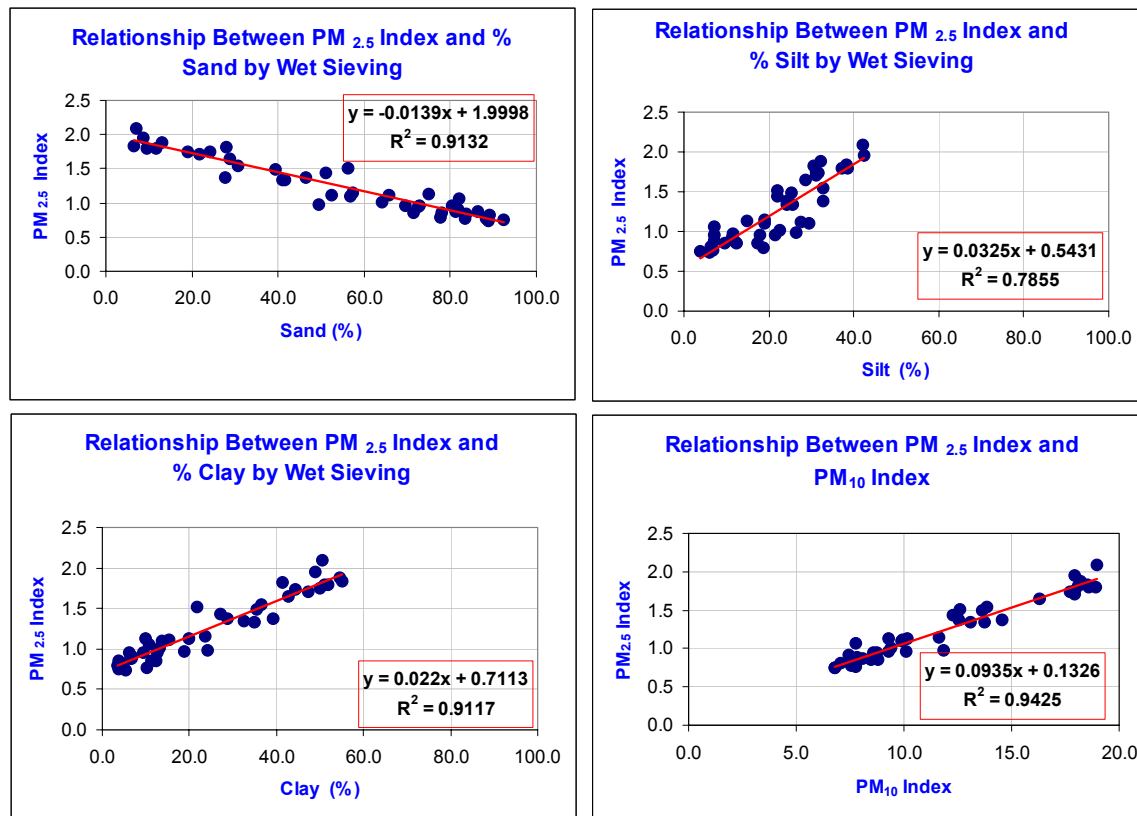 Relationship Between PM 2.5 Index and %
Sand by Wet Sieving
y = -0.0139x + 1.9998
R2 = 0.9132
PM 2.5 Index
2.5
2.0
1.5
1.0
0.5
0.0
0.0 20.0 40.0 60.0 80.0 100.0
Sand (%)
Relationship Between PM 2.5 Index and
% Silt by Wet Sieving
PM 2.5 Index
2.5
2.0
1.5
1.0
0.5
0.0
y = 0.0325x + 0.5431
R2 = 0.7855
0.0 20.0 40.0 60.0 80.0 100.0
Silt (%)
Relationship Between PM 2.5 Index and
% Clay by Wet Sieving
PM 2.5 Index
2.5
2.0
1.5
1.0
0.5
0.0
y = 0.022x + 0.7113
R2 = 0.9117
0.0 20.0 40.0 60.0 80.0 100.0
Clay (%)
Relationship Between PM 2.5 Index and
PM10 Index
PM2.5 Index
2.5
2.0
1.5
1.0
0.5
0.0
y = 0.0935x + 0.1326
R2 = 0.9425
0.0 5.0 10.0 15.0 20.0
PM10 Index